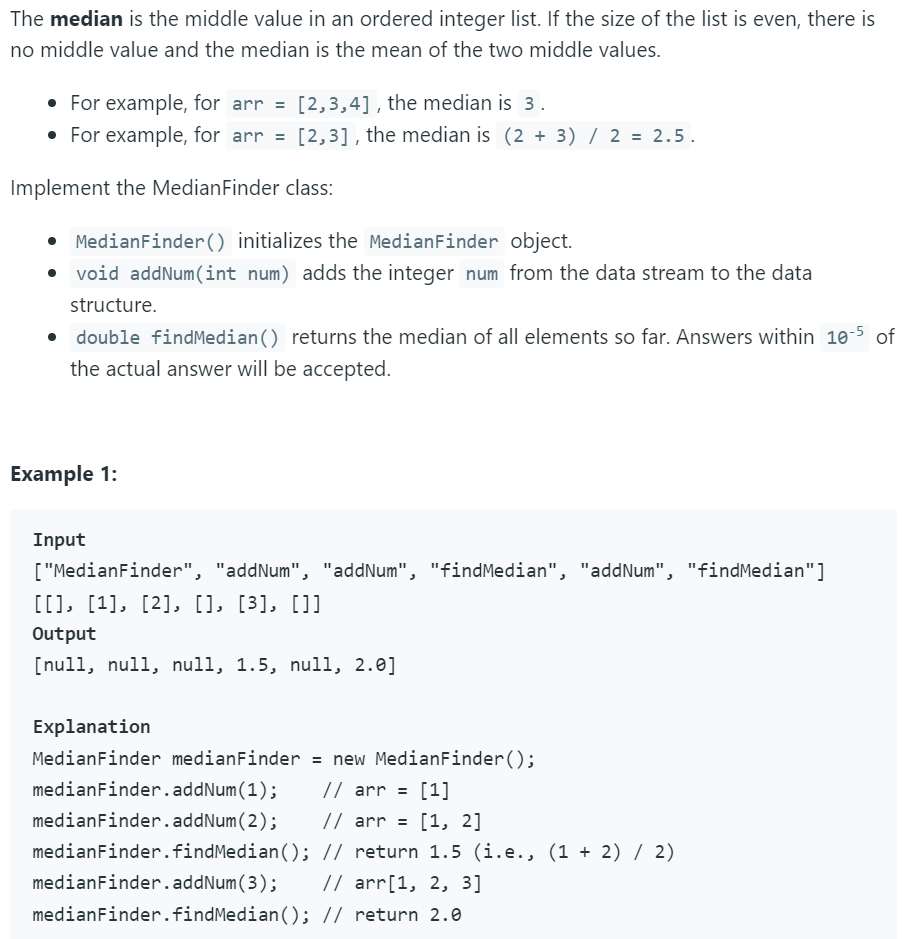 The median is the middle value in an ordered integer list. If the size of the list is even, there is
no middle value and the median is the mean of the two middle values.
• For example, for arr = [2,3,4], the median is 3.
• For example, for arr = [2,3], the median is (2 + 3) / 2 = 2.5.
Implement the MedianFinder class:
• MedianFinder() initializes the MedianFinder object.
• void addNum(int num) adds the integer num from the data stream to the data
structure.
• double findMedian() returns the median of all elements so far. Answers within 10⁻⁵ of
the actual answer will be accepted.
Example 1:
Input
["MedianFinder", "addNum", "addNum", "findMedian", "addNum", "findMedian"]
[[], [1], [2], [], [3], []]
Output
[null, null, null, 1.5, null, 2.0]
Explanation
MedianFinder medianFinder = new MedianFinder();
medianFinder.addNum(1);    // arr = [1]
medianFinder.addNum(2);    // arr = [1, 2]
medianFinder.findMedian(); // return 1.5 (i.e., (1 + 2) / 2)
medianFinder.addNum(3);    // arr[1, 2, 3]
medianFinder.findMedian(); // return 2.0